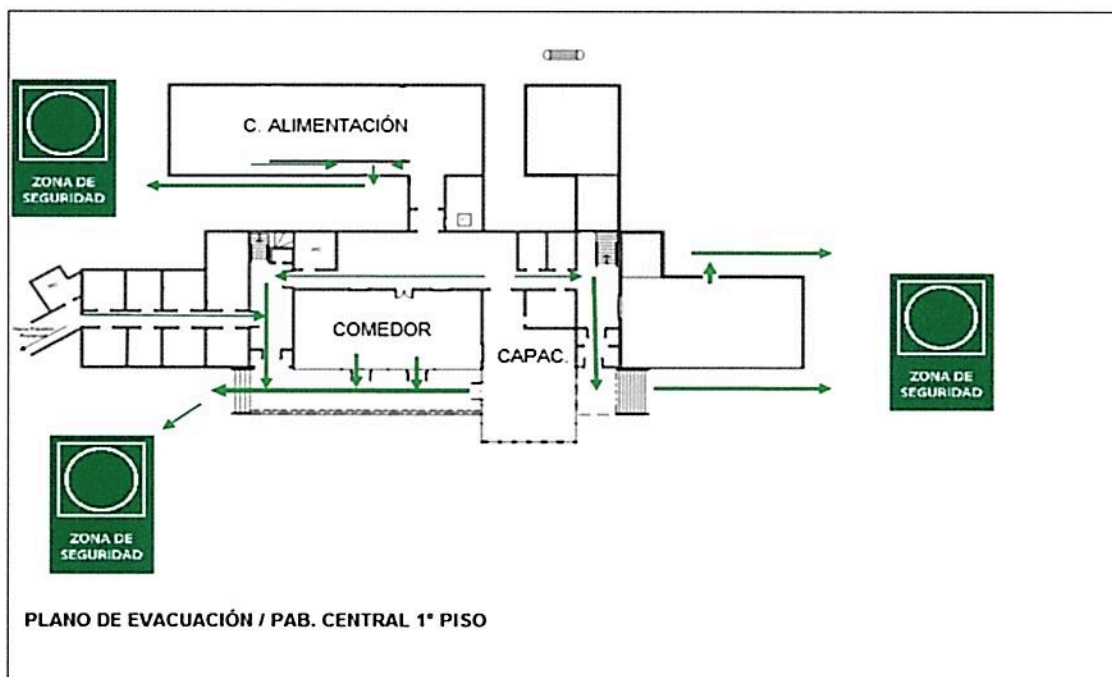 C. ALIMENTACIÓN
ZONA DE
SEGURIDAD
COMEDOR
CAPAC.
ZONA DE
SEGURIDAD
ZONA DE
SEGURIDAD
PLANO DE EVACUACIÓN / PAB. CENTRAL 1° PISO